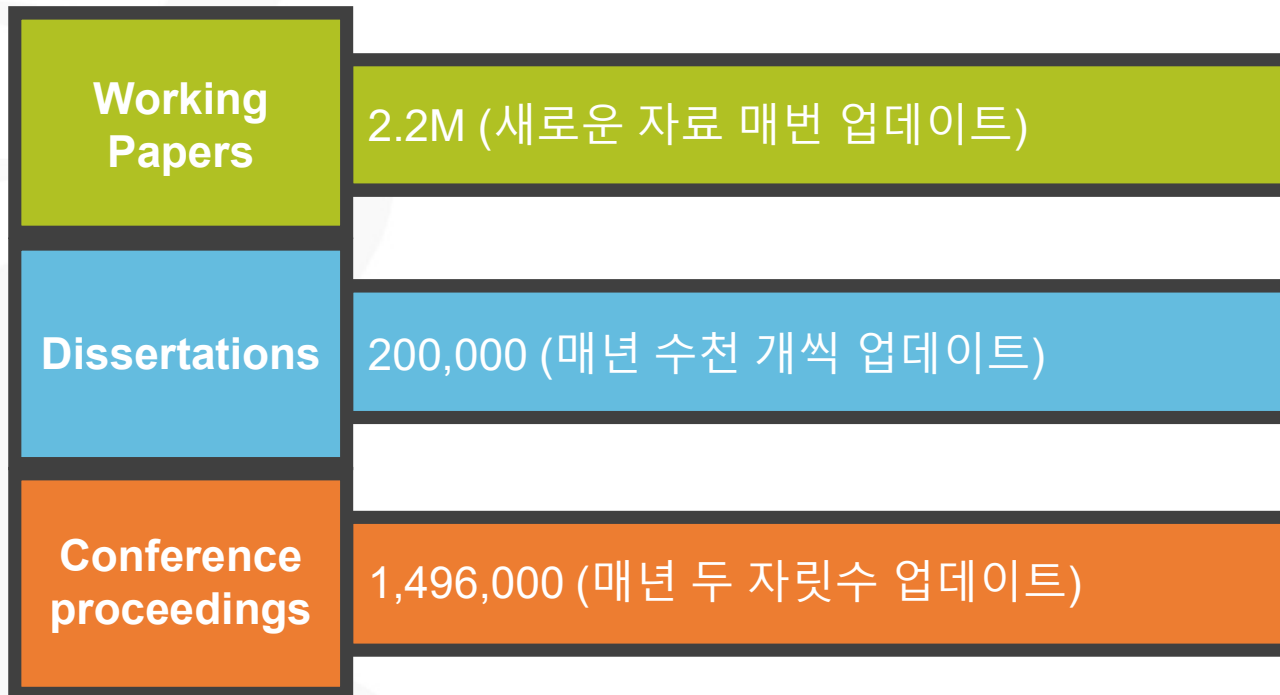 Working
Papers
2.2M (새로운 자료 매번 업데이트)
Dissertations
200,000 (매년 수천 개씩 업데이트)
Conference
proceedings
1,496,000 (매년 두 자릿수 업데이트)